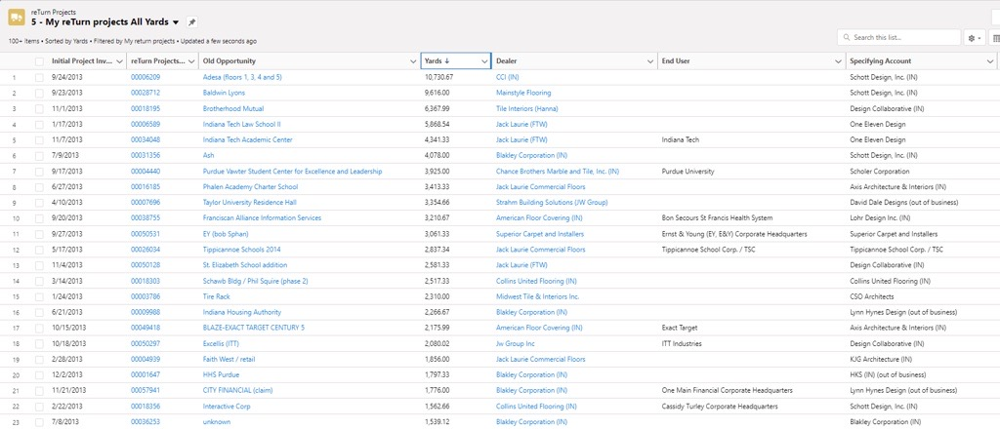 reTurn Projects
5 - My reTurn projects All Yards
100+ items • Sorted by Yards • Filtered by My return projects • Updated a few seconds ago
Search this list...
Initial Project Inv... reTurn Projects... Old Opportunity Yards ↓ Dealer End User Specifying Account
1 9/24/2013 00006209 Adesa (floors 1, 3, 4 and 5) 10,730.67 CCI (IN) Schott Design, Inc. (IN)
2 9/23/2013 00028712 Baldwin Lyons 9,616.00 Mainstyle Flooring Schott Design, Inc. (IN)
3 11/1/2013 00018195 Brotherhood Mutual 6,367.99 Tile Interiors (Hanna) Design Collaborative (IN)
4 1/17/2013 00006589 Indiana Tech Law School II 5,868.54 Jack Laurie (FTW) One Eleven Design
5 11/7/2013 00034048 Indiana Tech Academic Center 4,341.33 Jack Laurie (FTW) Indiana Tech One Eleven Design
6 7/9/2013 00031356 Ash 4,078.00 Blakley Corporation (IN) Schott Design, Inc. (IN)
7 9/17/2013 00004440 Purdue Vawter Student Center for Excellence and Leadership 3,925.00 Chance Brothers Marble and Tile, Inc. (IN) Purdue University Scholer Corporation
8 6/27/2013 00016185 Phalen Academy Charter School 3,413.33 Jack Laurie Commercial Floors Axis Architecture & Interiors (IN)
9 4/10/2013 00007696 Taylor University Residence Hall 3,354.66 Strahm Building Solutions (JW Group) David Dale Designs (out of business)
10 9/20/2013 00038755 Franciscan Alliance Information Services 3,210.67 American Floor Covering (IN) Bon Secours St Francis Health System Lohr Design Inc. (IN)
11 9/27/2013 00050531 EY (bob Sphan) 3,061.33 Superior Carpet and Installers Ernst & Young (EY, E&Y) Corporate Headquarters Superior Carpet and Installers
12 5/17/2013 00026034 Tippicannoe Schools 2014 2,837.34 Jack Laurie Commercial Floors Tippicannoe School Corp. / TSC Tippicannoe School Corp. / TSC
13 11/4/2013 00050128 St. Elizabeth School addition 2,581.33 Jack Laurie (FTW) Design Collaborative (IN)
14 3/14/2013 00018303 Schawb Bldg / Phil Squire (phase 2) 2,517.33 Collins United Flooring (IN) Collins United Flooring (IN)
15 1/24/2013 00003786 Tire Rack 2,310.00 Midwest Tile & Interiors Inc. CSO Architects
16 6/21/2013 00009988 Indiana Housing Authority 2,266.67 Blakley Corporation (IN) Lynn Hynes Design (out of business)
17 10/15/2013 00049418 BLAZE-EXACT TARGET CENTURY 5 2,175.99 American Floor Covering (IN) Exact Target Axis Architecture & Interiors (IN)
18 10/18/2013 00050297 Excellis (ITT) 2,080.02 Jw Group Inc ITT Industries Design Collaborative (IN)
19 2/28/2013 00004939 Faith West / retail 1,856.00 Jack Laurie Commercial Floors KJG Architecture (IN)
20 12/2/2013 00001647 HHS Purdue 1,797.33 Blakley Corporation (IN) HKS (IN) (out of business)
21 11/21/2013 00057941 CITY FINANCIAL (claim) 1,776.00 Blakley Corporation (IN) One Main Financial Corporate Headquarters Lynn Hynes Design (out of business)
22 2/22/2013 00018356 Interactive Corp 1,562.66 Collins United Flooring (IN) Cassidy Turley Corporate Headquarters Schott Design, Inc. (IN)
23 7/8/2013 00036253 unknown 1,539.12 Blakley Corporation (IN) Blakley Corporation (IN)